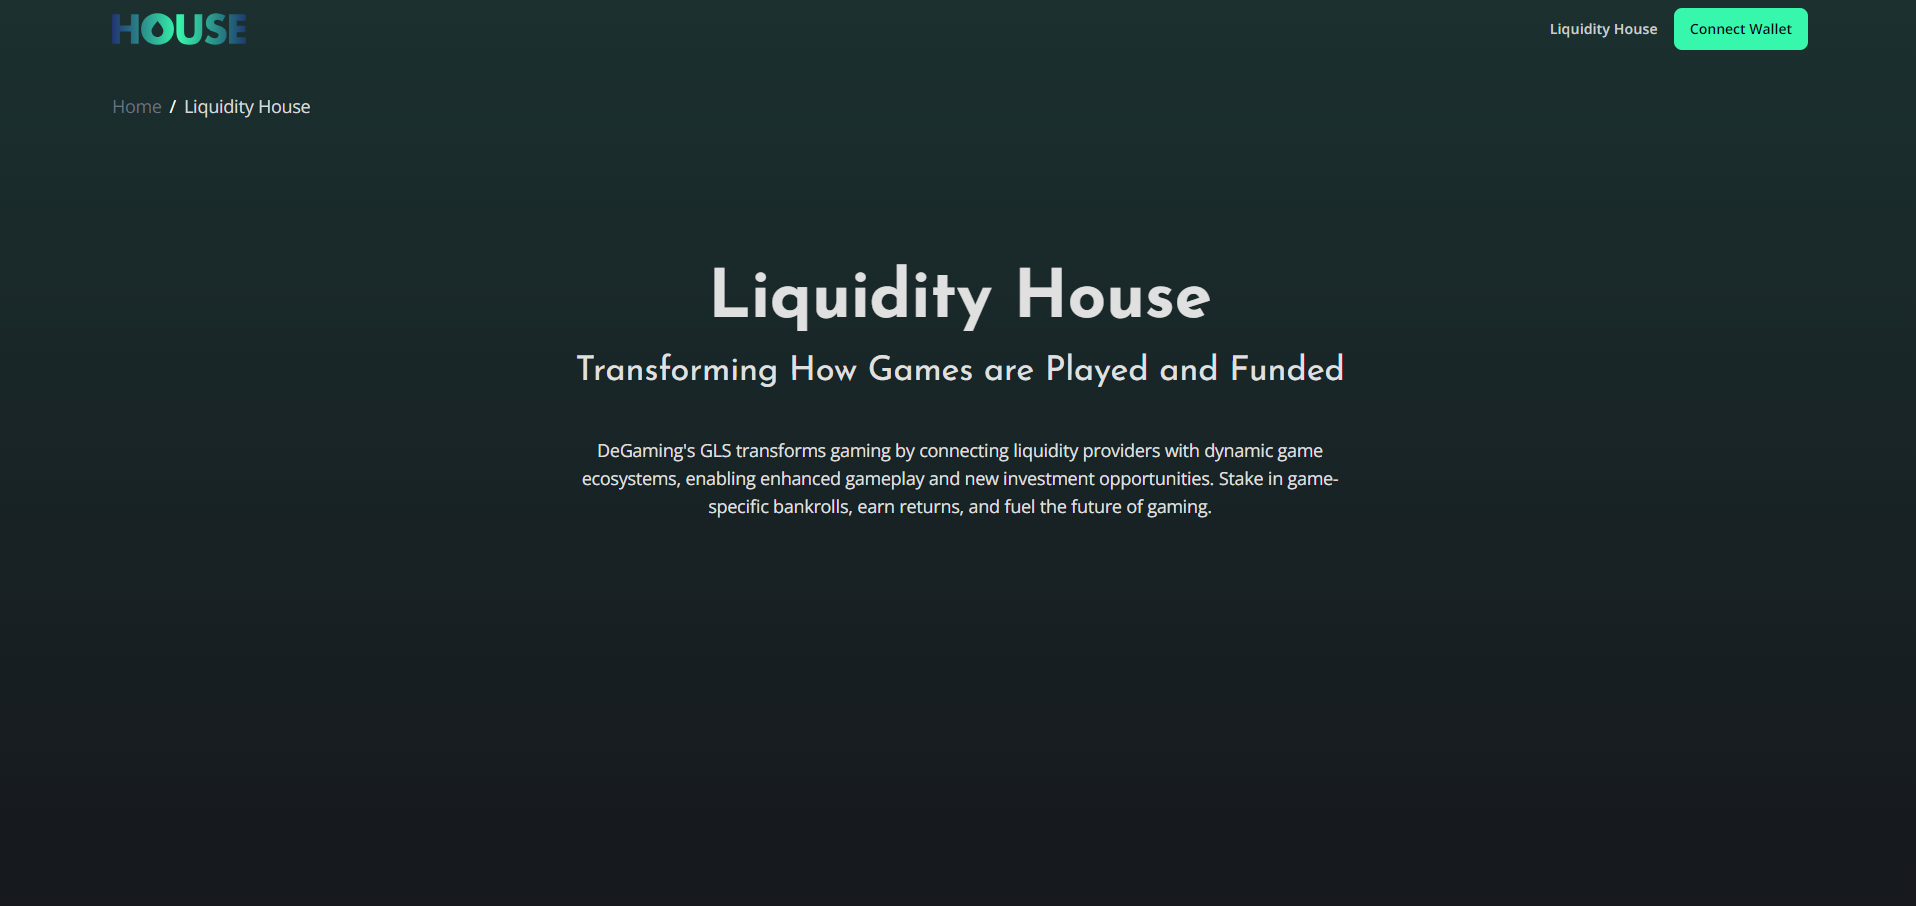 HOUSE
Liquidity House
Connect Wallet
Home / Liquidity House
Liquidity House
Transforming How Games are Played and Funded
DeGaming's GLS transforms gaming by connecting liquidity providers with dynamic game
ecosystems, enabling enhanced gameplay and new investment opportunities. Stake in game-
specific bankrolls, earn returns, and fuel the future of gaming.